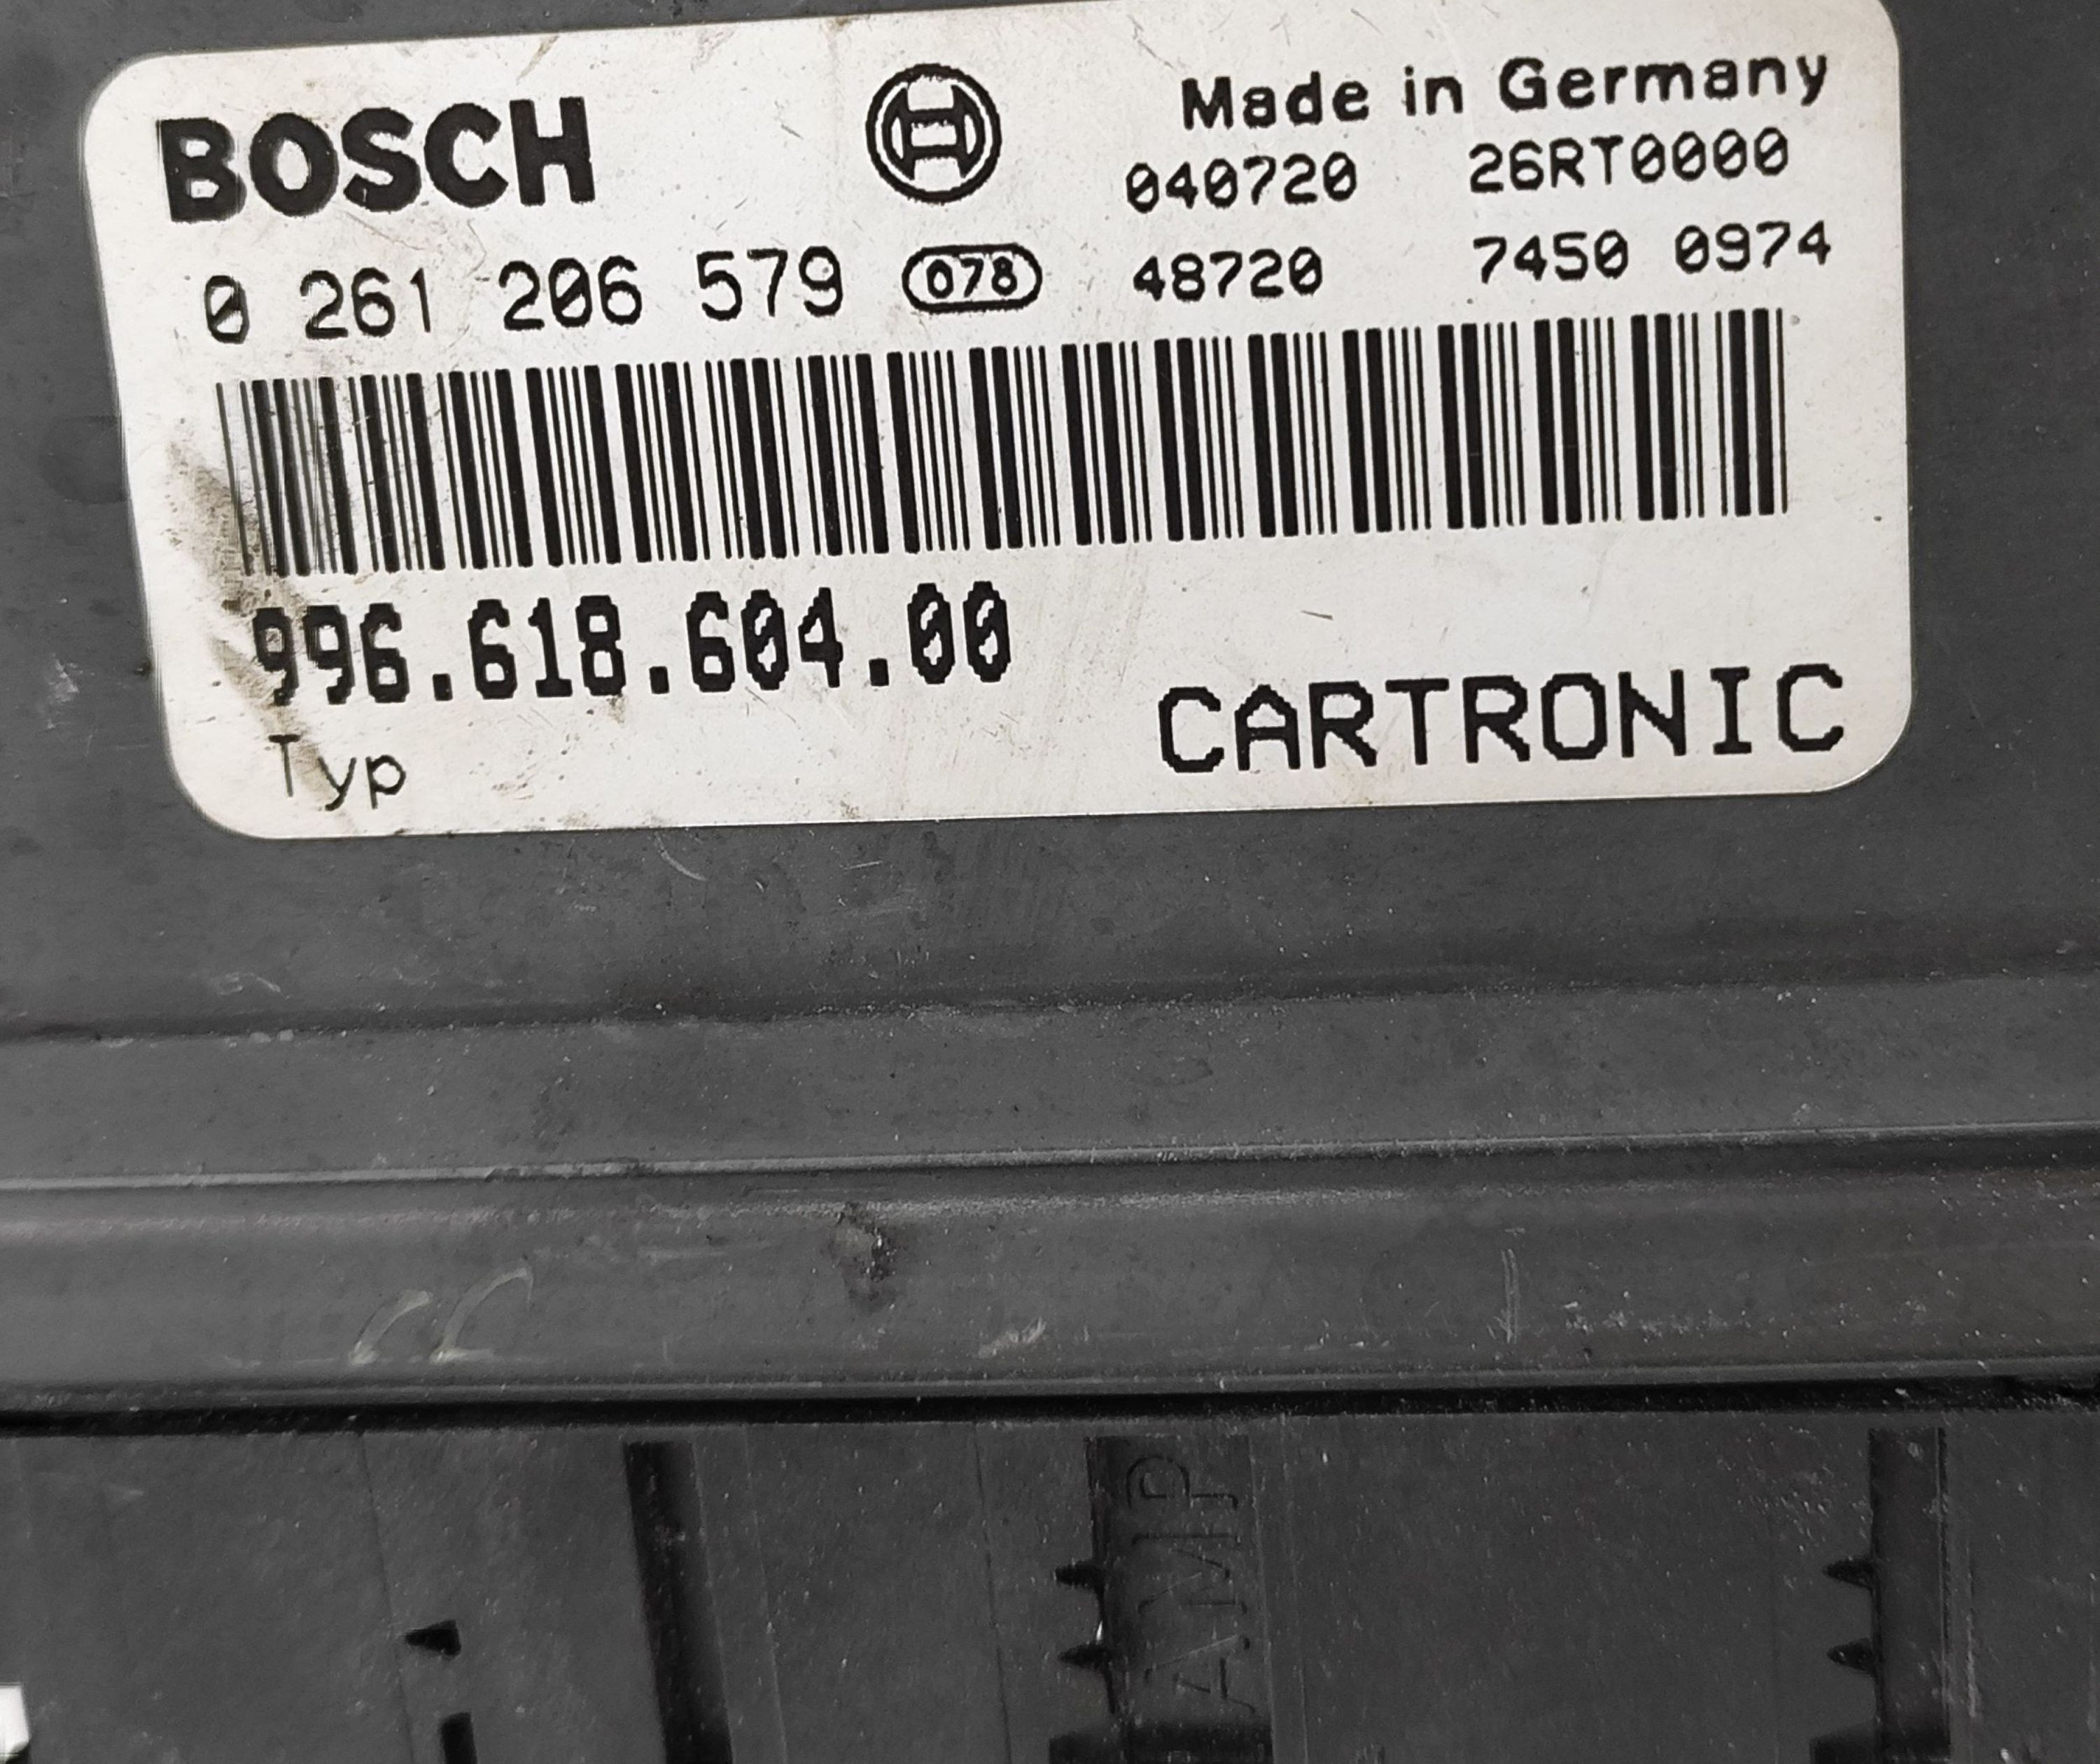 BOSCH
Made in Germany
040720 26RT0000
0 261 206 579 078 48720 7450 0974
996.618.604.00
Typ CARTRONIC
AMP